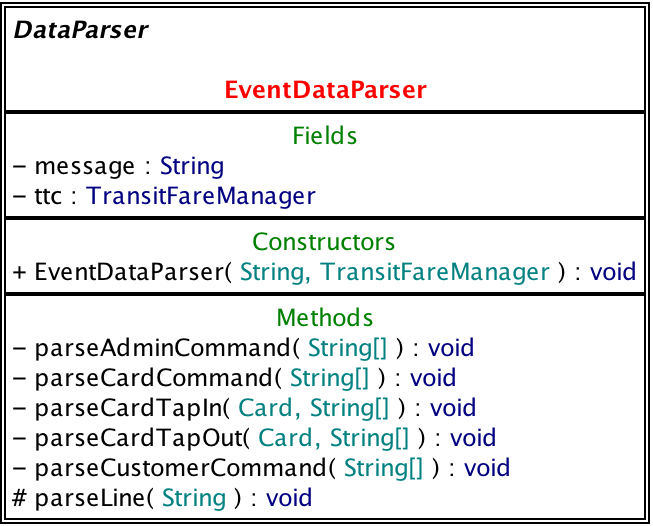 DataParser
EventDataParser
Fields
– message : String
– ttc : TransitFareManager
Constructors
+ EventDataParser( String, TransitFareManager ) : void
Methods
– parseAdminCommand( String[] ) : void
– parseCardCommand( String[] ) : void
– parseCardTapIn( Card, String[] ) : void
– parseCardTapOut( Card, String[] ) : void
– parseCustomerCommand( String[] ) : void
# parseLine( String ) : void